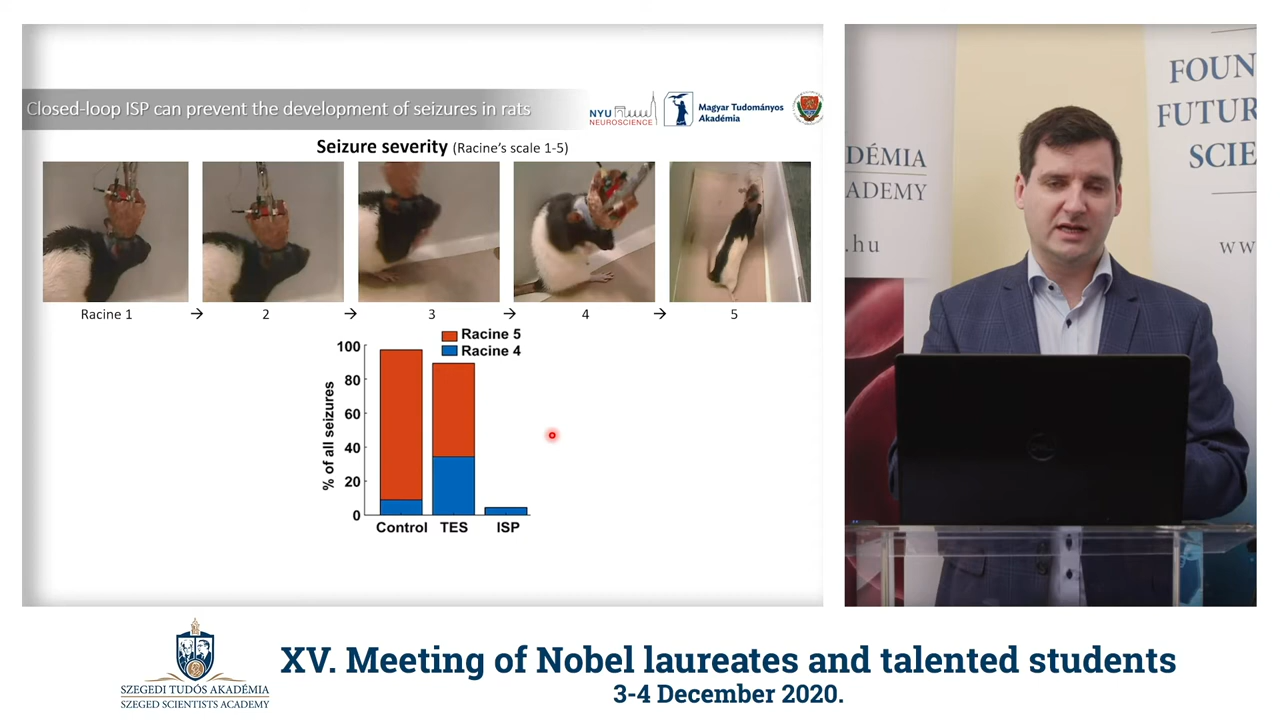 Closed-loop ISP can prevent the development of seizures in rats
NYU
NEUROSCIENCE
Magyar Tudományos
Akadémia
Seizure severity (Racine's scale 1-5)
Racine 1 → 2 → 3 → 4 → 5
Racine 5
Racine 4
% of all seizures
100
80
60
40
20
0
Control TES ISP
DÉMIA
ADEMY
.hu
FOUN
FUTUR
SCIE
ww
SZEGEDI TUDÓS AKADÉMIA
SZEGED SCIENTISTS ACADEMY
XV. Meeting of Nobel laureates and talented students
3-4 December 2020.